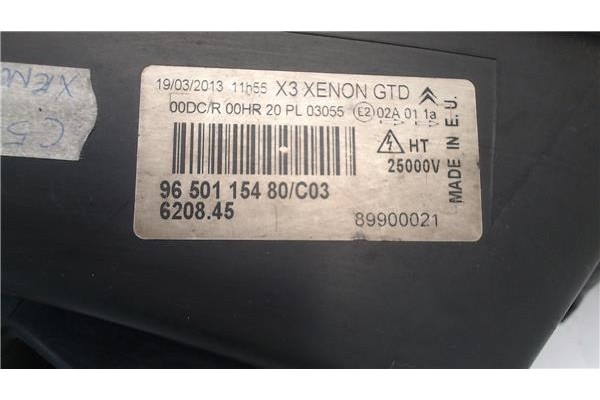 19/03/2013 11h55 X3 XENON GTD
00DC/R 00HR 20 PL 03055 E2 02A 01 1a
HT
25000V
96 501 154 80/C03
6208.45
89900021
MADE IN E.U.
XENON
C5